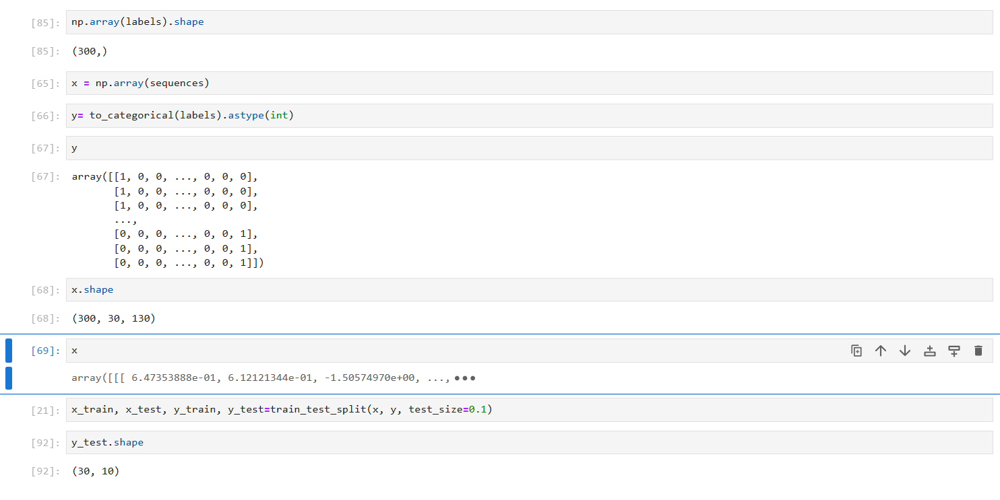 [85]: np.array(labels).shape
[85]: (300,)
[65]: x = np.array(sequences)
[66]: y= to_categorical(labels).astype(int)
[67]: y
[67]: array([[1, 0, 0, ..., 0, 0, 0],
[1, 0, 0, ..., 0, 0, 0],
[1, 0, 0, ..., 0, 0, 0],
...,
[0, 0, 0, ..., 0, 0, 1],
[0, 0, 0, ..., 0, 0, 1],
[0, 0, 0, ..., 0, 0, 1]])
[68]: x.shape
[68]: (300, 30, 130)
[69]: x
array([[[ 6.47353888e-01, 6.12121344e-01, -1.50574970e+00, ...,
[21]: x_train, x_test, y_train, y_test=train_test_split(x, y, test_size=0.1)
[92]: y_test.shape
[92]: (30, 10)